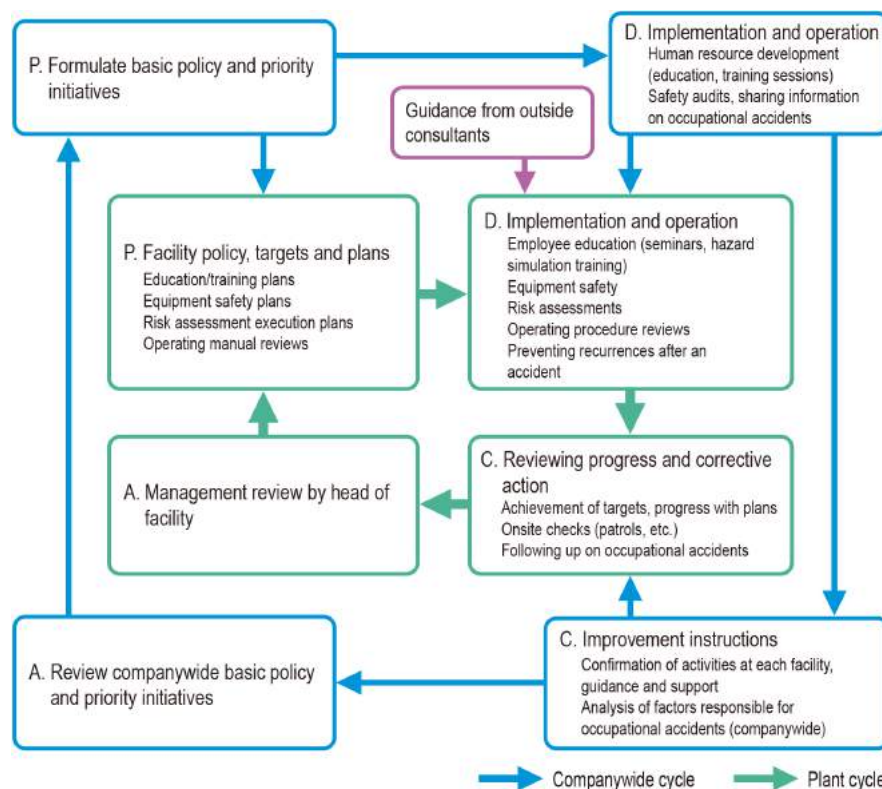 P. Formulate basic policy and priority
initiatives
D. Implementation and operation
Human resource development
(education, training sessions)
Safety audits, sharing information
on occupational accidents
Guidance from outside
consultants
P. Facility policy, targets and plans
Education/training plans
Equipment safety plans
Risk assessment execution plans
Operating manual reviews
D. Implementation and operation
Employee education (seminars, hazard
simulation training)
Equipment safety
Risk assessments
Operating procedure reviews
Preventing recurrences after an
accident
A. Management review by head of
facility
C. Reviewing progress and corrective
action
Achievement of targets, progress with plans
Onsite checks (patrols, etc.)
Following up on occupational accidents
A. Review companywide basic policy
and priority initiatives
C. Improvement instructions
Confirmation of activities at each facility,
guidance and support
Analysis of factors responsible for
occupational accidents (companywide)
Companywide cycle
Plant cycle